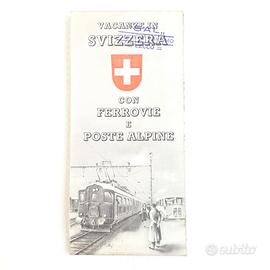 VACANZE IN
SVIZZERA
CON
FERROVIE
E
POSTE ALPINE
subito